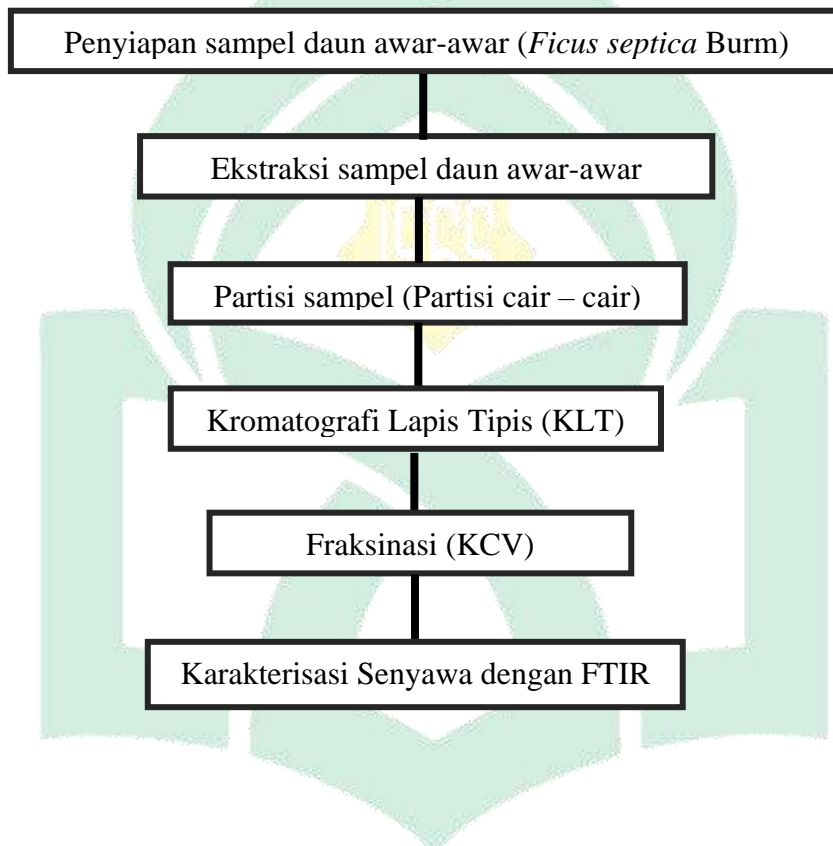 Penyiapan sampel daun awar-awar (Ficus septica Burm)
Ekstraksi sampel daun awar-awar
Partisi sampel (Partisi cair – cair)
Kromatografi Lapis Tipis (KLT)
Fraksinasi (KCV)
Karakterisasi Senyawa dengan FTIR